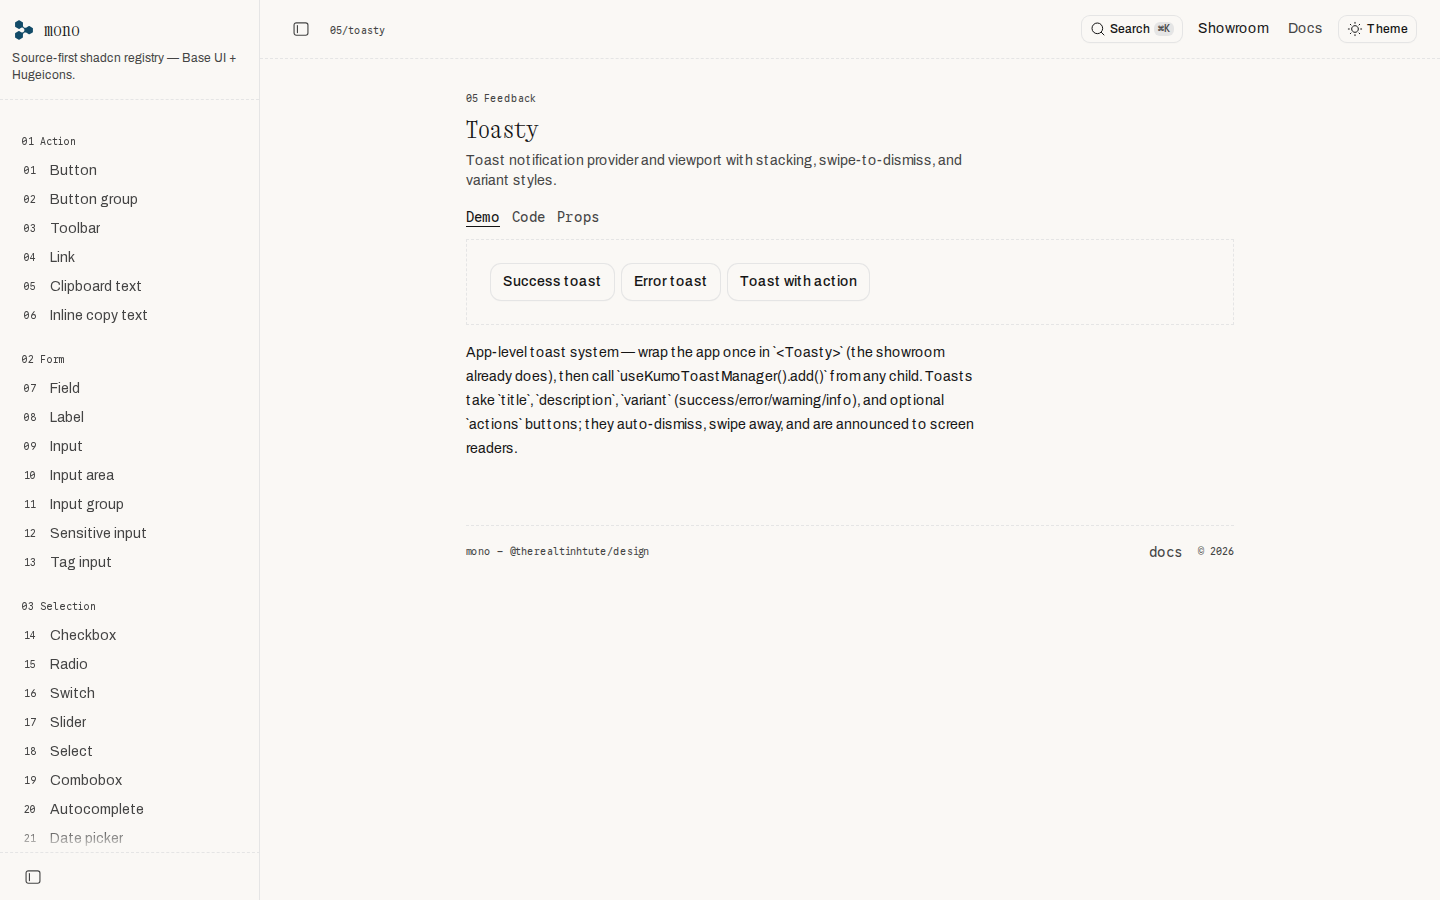 mono
Source-first shadcn registry — Base UI +
Hugeicons.
01 Action
01 Button
02 Button group
03 Toolbar
04 Link
05 Clipboard text
06 Inline copy text
02 Form
07 Field
08 Label
09 Input
10 Input area
11 Input group
12 Sensitive input
13 Tag input
03 Selection
14 Checkbox
15 Radio
16 Switch
17 Slider
18 Select
19 Combobox
20 Autocomplete
21 Date picker
05/toasty
Search ⌘K
Showroom
Docs
Theme
05 Feedback
Toasty
Toast notification provider and viewport with stacking, swipe-to-dismiss, and
variant styles.
Demo Code Props
Success toast
Error toast
Toast with action
App-level toast system — wrap the app once in `<Toasty>` (the showroom
already does), then call `useKumoToastManager().add()` from any child. Toasts
take `title`, `description`, `variant` (success/error/warning/info), and optional
`actions` buttons; they auto-dismiss, swipe away, and are announced to screen
readers.
mono — @therealtinhtute/design
docs © 2026